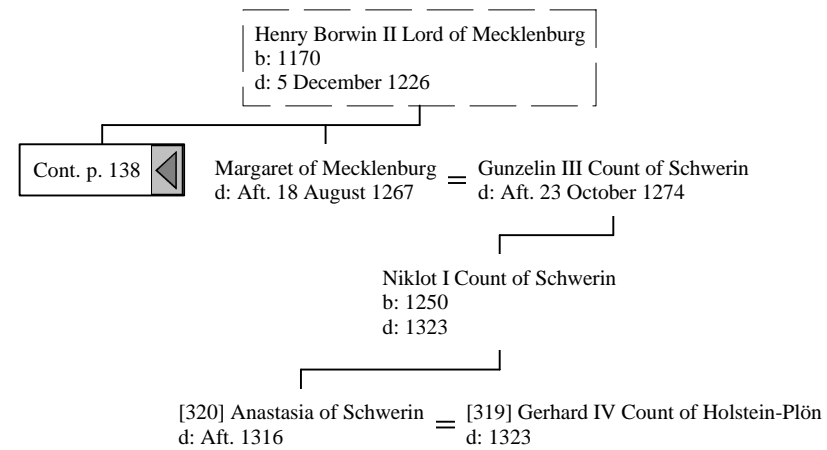 Henry Borwin II Lord of Mecklenburg
b: 1170
d: 5 December 1226
Cont. p. 138
Margaret of Mecklenburg
d: Aft. 18 August 1267
=
Gunzelin III Count of Schwerin
d: Aft. 23 October 1274
Niklot I Count of Schwerin
b: 1250
d: 1323
[320] Anastasia of Schwerin
d: Aft. 1316
=
[319] Gerhard IV Count of Holstein-Plön
d: 1323